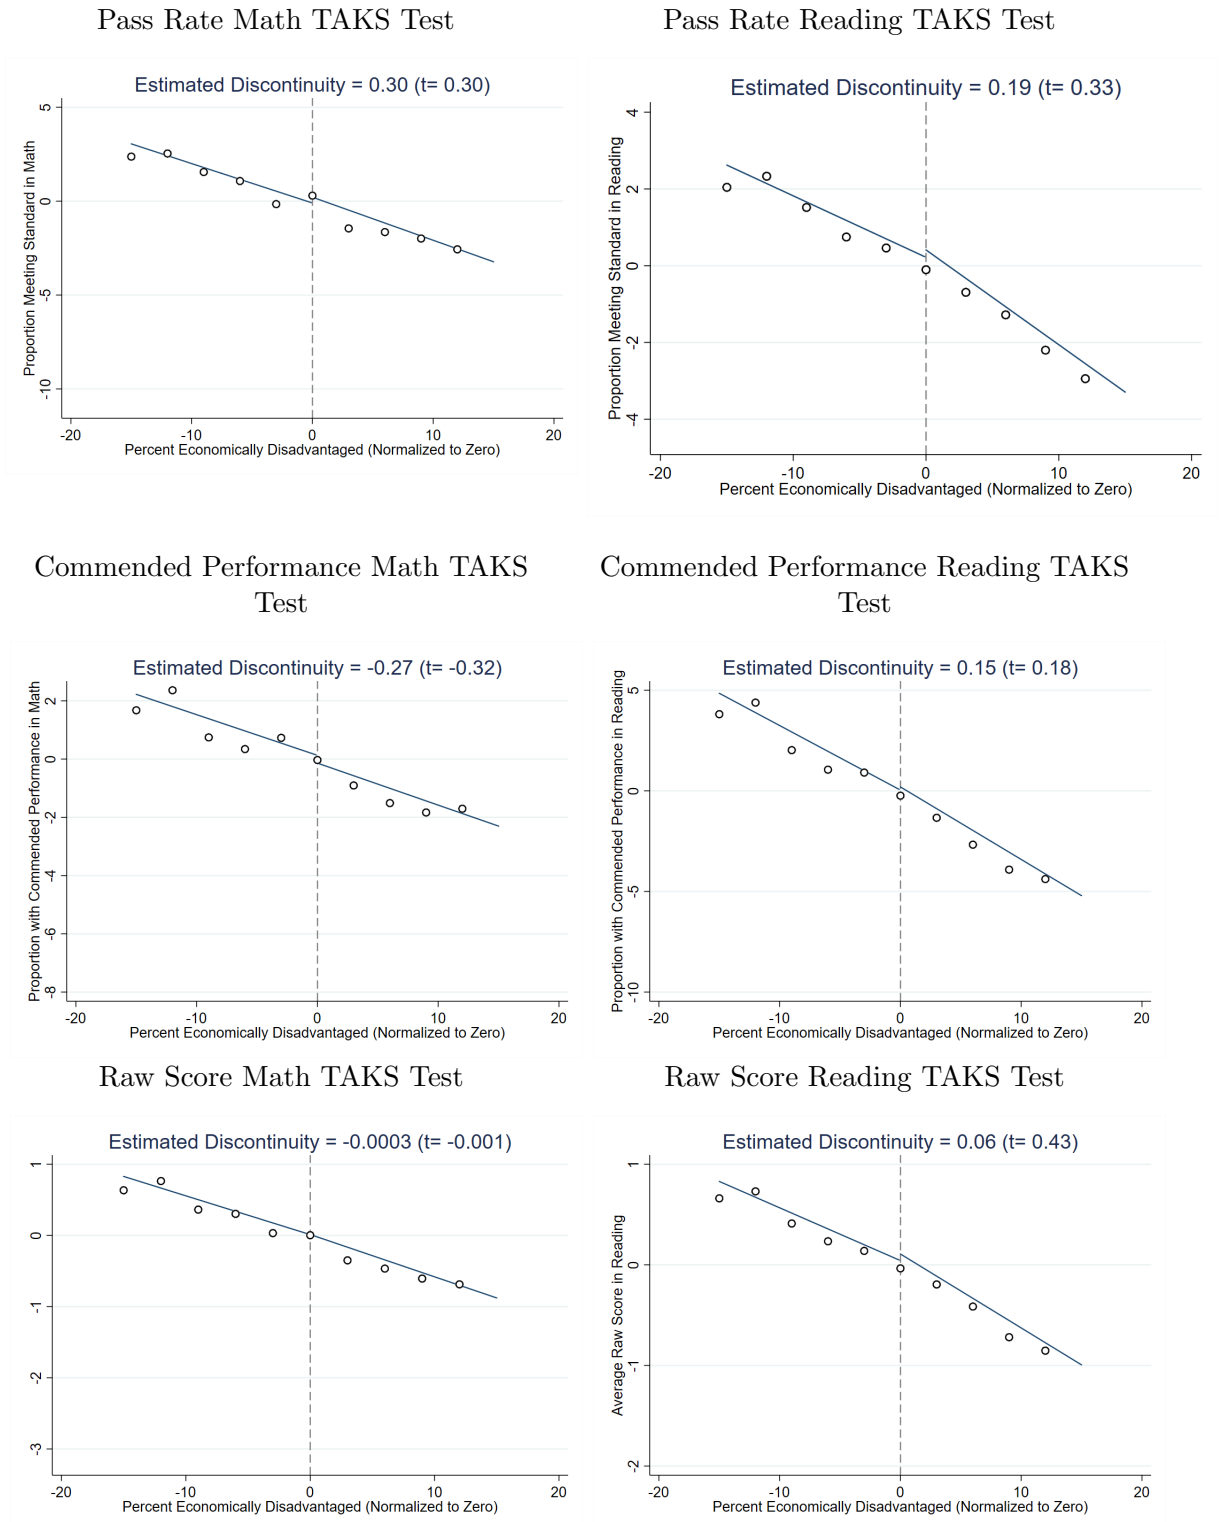 Pass Rate Math TAKS Test
Estimated Discontinuity = 0.30 (t= 0.30)
Proportion Meeting Standard in Math
5
0
-5
-10
-20
-10
0
10
20
Percent Economically Disadvantaged (Normalized to Zero)
Pass Rate Reading TAKS Test
Estimated Discontinuity = 0.19 (t= 0.33)
Proportion Meeting Standard in Reading
4
2
0
-2
-4
-20
-10
0
10
20
Percent Economically Disadvantaged (Normalized to Zero)
Commended Performance Math TAKS
Test
Estimated Discontinuity = -0.27 (t= -0.32)
Proportion with Commended Performance in Math
2
0
-2
-4
-6
-8
-20
-10
0
10
20
Percent Economically Disadvantaged (Normalized to Zero)
Commended Performance Reading TAKS
Test
Estimated Discontinuity = 0.15 (t= 0.18)
Proportion with Commended Performance in Reading
5
0
-5
-10
-20
-10
0
10
20
Percent Economically Disadvantaged (Normalized to Zero)
Raw Score Math TAKS Test
Estimated Discontinuity = -0.0003 (t= -0.001)
1
0
-1
-2
-3
-20
-10
0
10
20
Percent Economically Disadvantaged (Normalized to Zero)
Raw Score Reading TAKS Test
Estimated Discontinuity = 0.06 (t= 0.43)
Average Raw Score in Reading
1
0
-1
-2
-20
-10
0
10
20
Percent Economically Disadvantaged (Normalized to Zero)